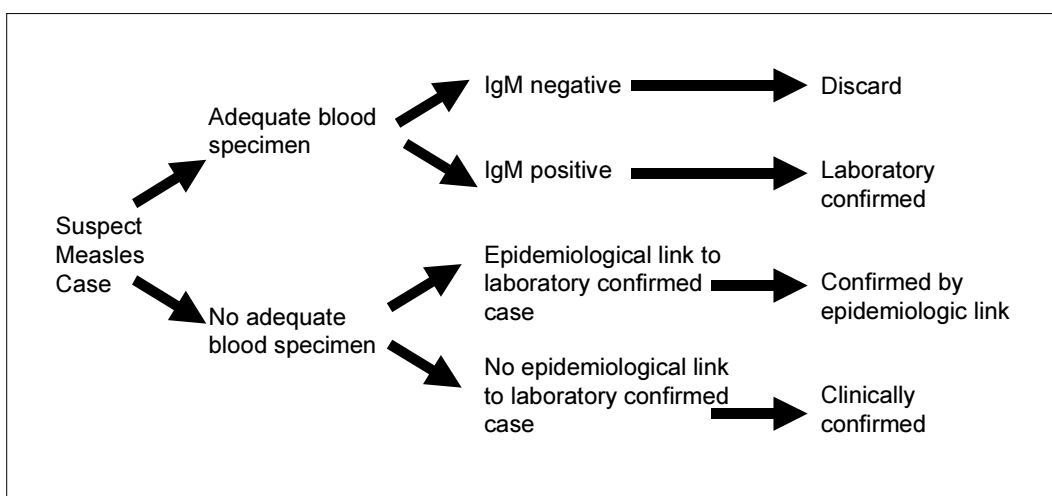 Suspect
Measles
Case
Adequate blood
specimen
No adequate
blood specimen
IgM negative
IgM positive
Epidemiological link to
laboratory confirmed
case
No epidemiological link
to laboratory confirmed
case
Discard
Laboratory
confirmed
Confirmed by
epidemiologic link
Clinically
confirmed